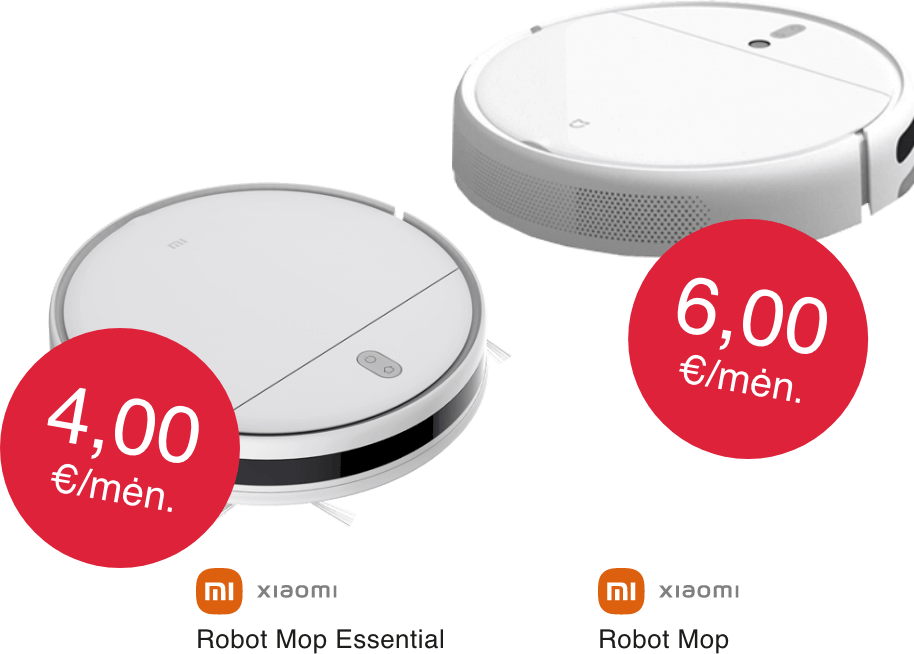 6,00
€/mėn.
4,00
€/mėn.
mi xiaomi
Robot Mop Essential
mi xiaomi
Robot Mop